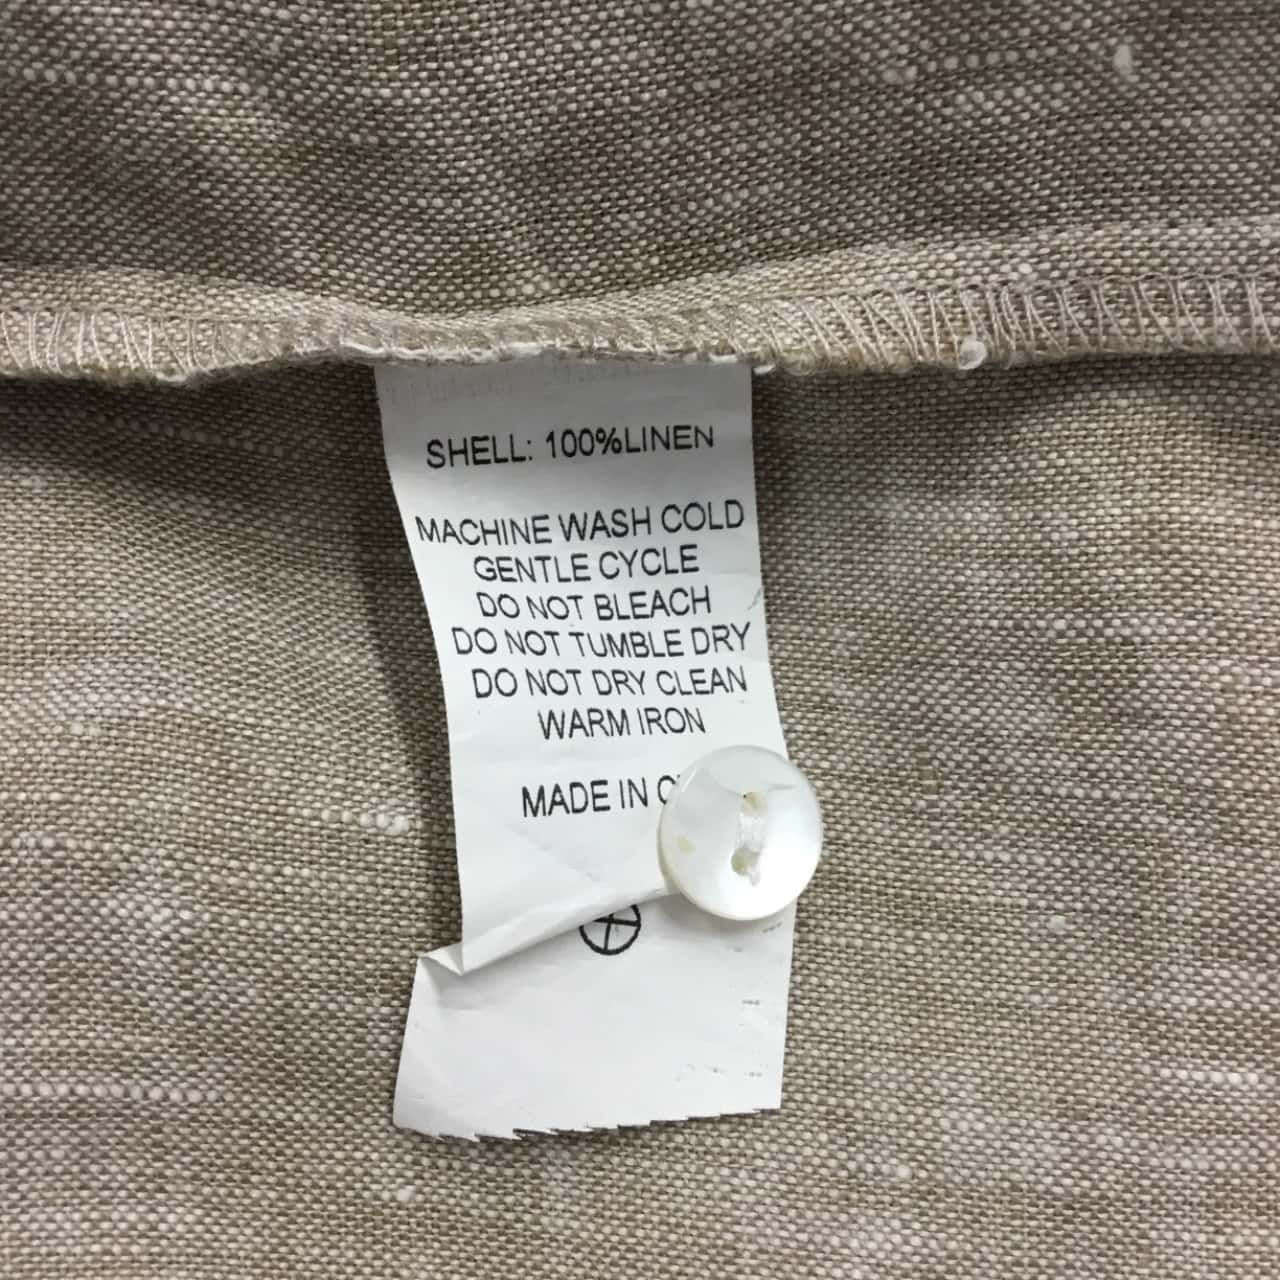 SHELL: 100%LINEN
MACHINE WASH COLD
GENTLE CYCLE
DO NOT BLEACH
DO NOT TUMBLE DRY
DO NOT DRY CLEAN
WARM IRON
MADE IN